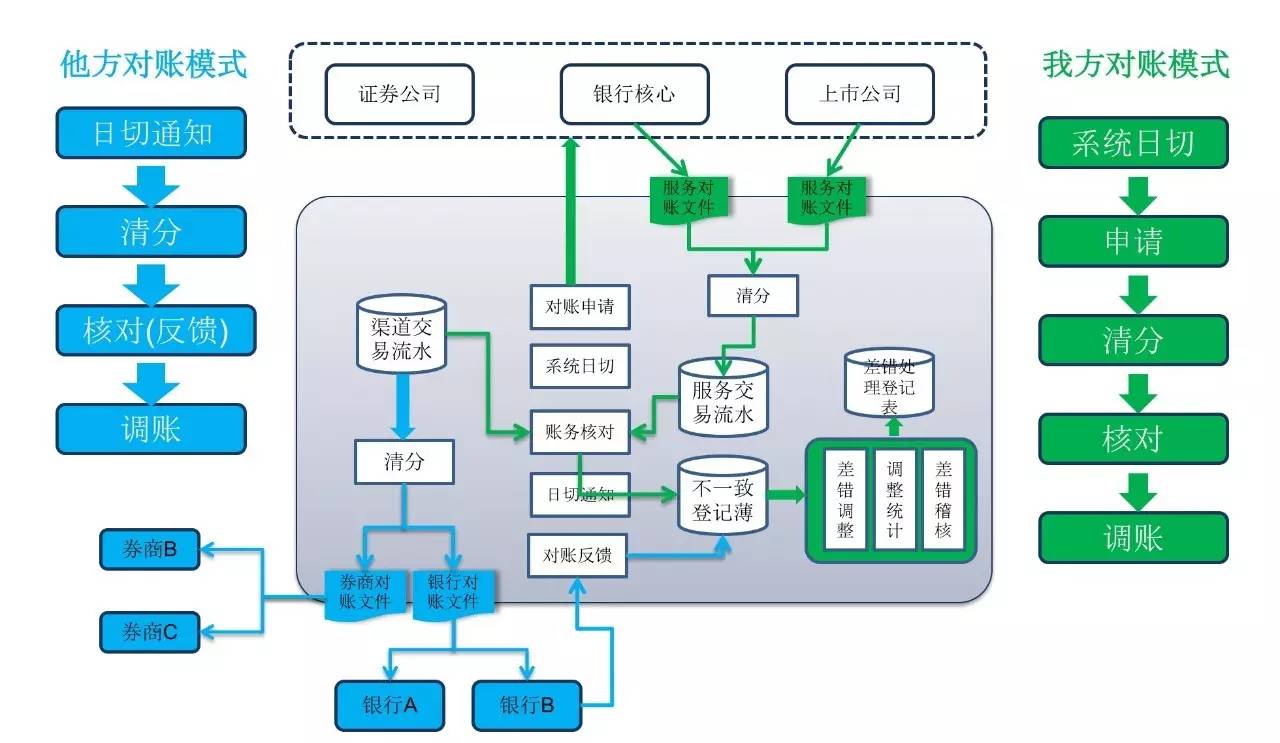 他方对账模式
日切通知
清分
核对(反馈)
调账
证券公司
银行核心
上市公司
服务对
账文件
服务对
账文件
清分
对账申请
系统日切
账务核对
日切通知
对账反馈
渠道交
易流水
清分
服务交
易流水
不一致
登记薄
差错处
理登记
表
差错调整
调整统计
差错稽核
券商对
账文件
银行对
账文件
券商B
券商C
银行A
银行B
我方对账模式
系统日切
申请
清分
核对
调账